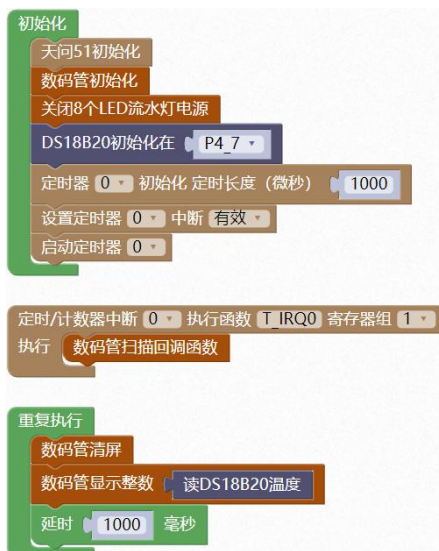 初始化
天问51初始化
数码管初始化
关闭8个LED流水灯电源
DS18B20初始化在 P4_7
定时器 0 初始化 定时长度（微秒） 1000
设置定时器 0 中断 有效
启动定时器 0
定时/计数器中断 0 执行函数 T_IRQ0 寄存器组 1
执行 数码管扫描回调函数
重复执行
数码管清屏
数码管显示整数 读DS18B20温度
延时 1000 毫秒